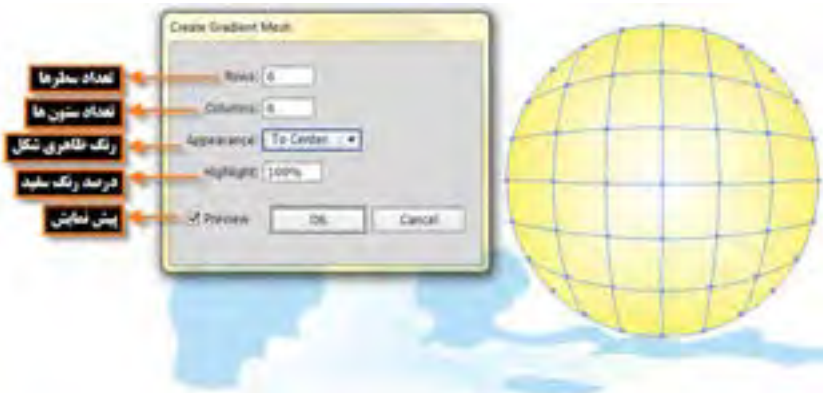 Create Gradient Mesh
تعداد سطرها
Rows: 6
تعداد ستون ها
Columns: 6
رنگ ظاهری شکل
Appearance: To Center
درصد رنگ سفید
Highlight: 100%
پیش نمایش
Preview
OK
Cancel